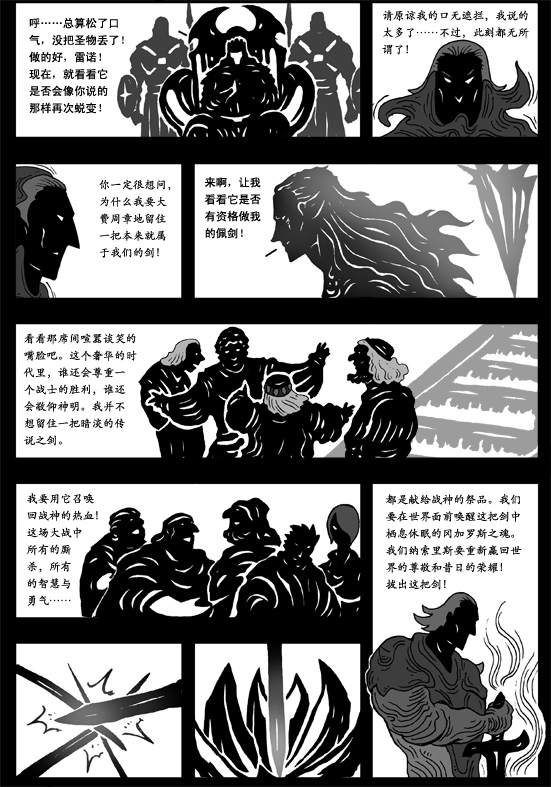 呼……总算松了口
气，没把圣物丢了！
做的好，雷诺！
现在，就看看它
是否会像你说的
那样再次蜕变！
请原谅我的口无遮拦，我说的
太多了……不过，此刻都无所
谓了！
你一定很想问，
为什么我要大
费周章地留住
一把本来就属
于我们的剑！
来啊，让我
看看它是否
有资格做我
的佩剑！
看看那席间喧嚣谈笑的
嘴脸吧。这个奢华的时
代里，谁还会尊重一
个战士的胜利，谁还
会敬仰神明。我并不
想留住一把暗淡的传
说之剑。
我要用它召唤
回战神的热血！
这场大战中
所有的厮
杀，所有
的智慧与
勇气……
都是献给战神的祭品。我们
要在世界面前唤醒这把剑中
栖息休眠的冈加罗斯之魂。
我们纳索里斯要重新赢回世
界的尊敬和昔日的荣耀！
拔出这把剑！